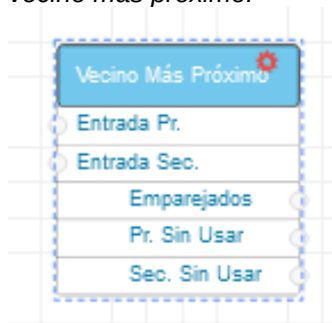 Vecino más próximo.
Vecino Más Próximo
Entrada Pr.
Entrada Sec.
Emparejados
Pr. Sin Usar
Sec. Sin Usar